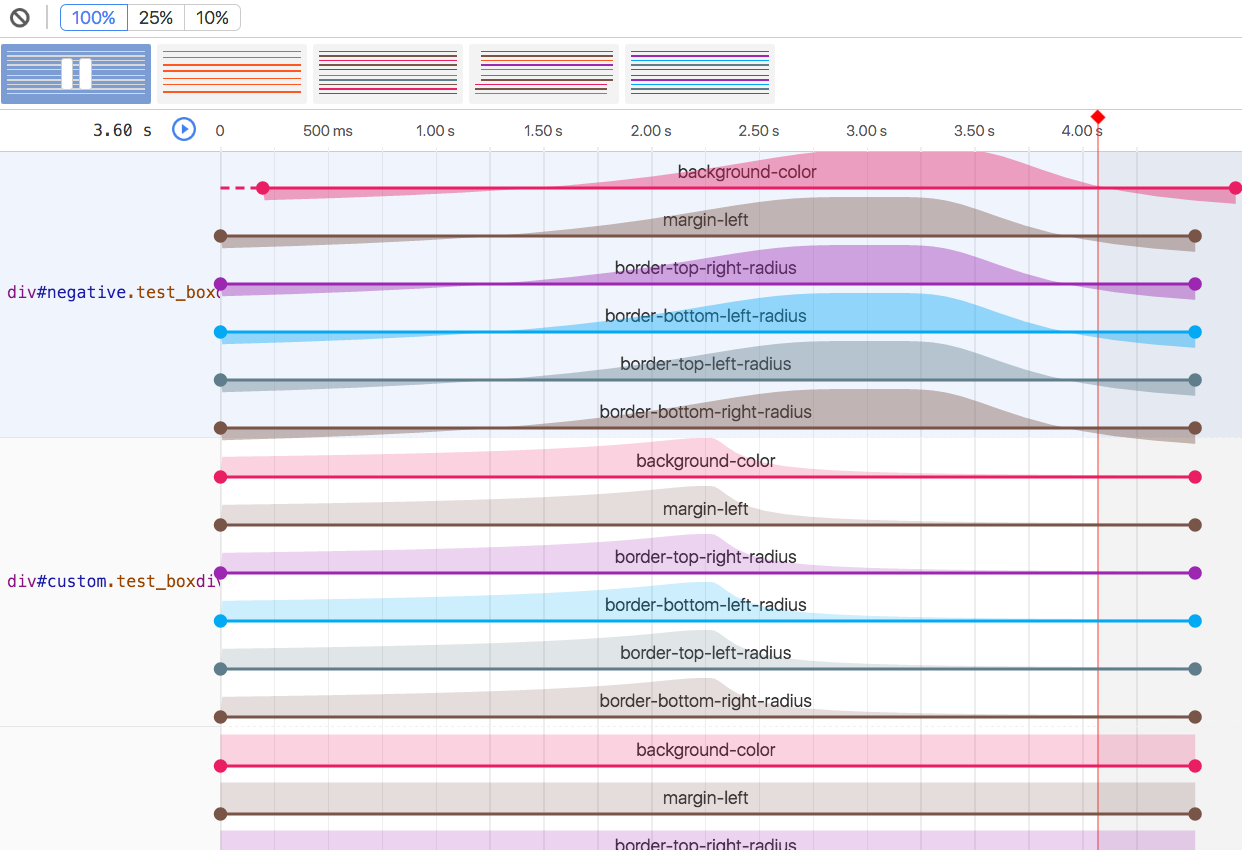 100% 25% 10%
3.60 s 0 500 ms 1.00 s 1.50 s 2.00 s 2.50 s 3.00 s 3.50 s 4.00 s
background-color
margin-left
border-top-right-radius
div#negative.test_box
border-bottom-left-radius
border-top-left-radius
border-bottom-right-radius
background-color
margin-left
border-top-right-radius
div#custom.test_boxdiv
border-bottom-left-radius
border-top-left-radius
border-bottom-right-radius
background-color
margin-left
border-top-right-radius